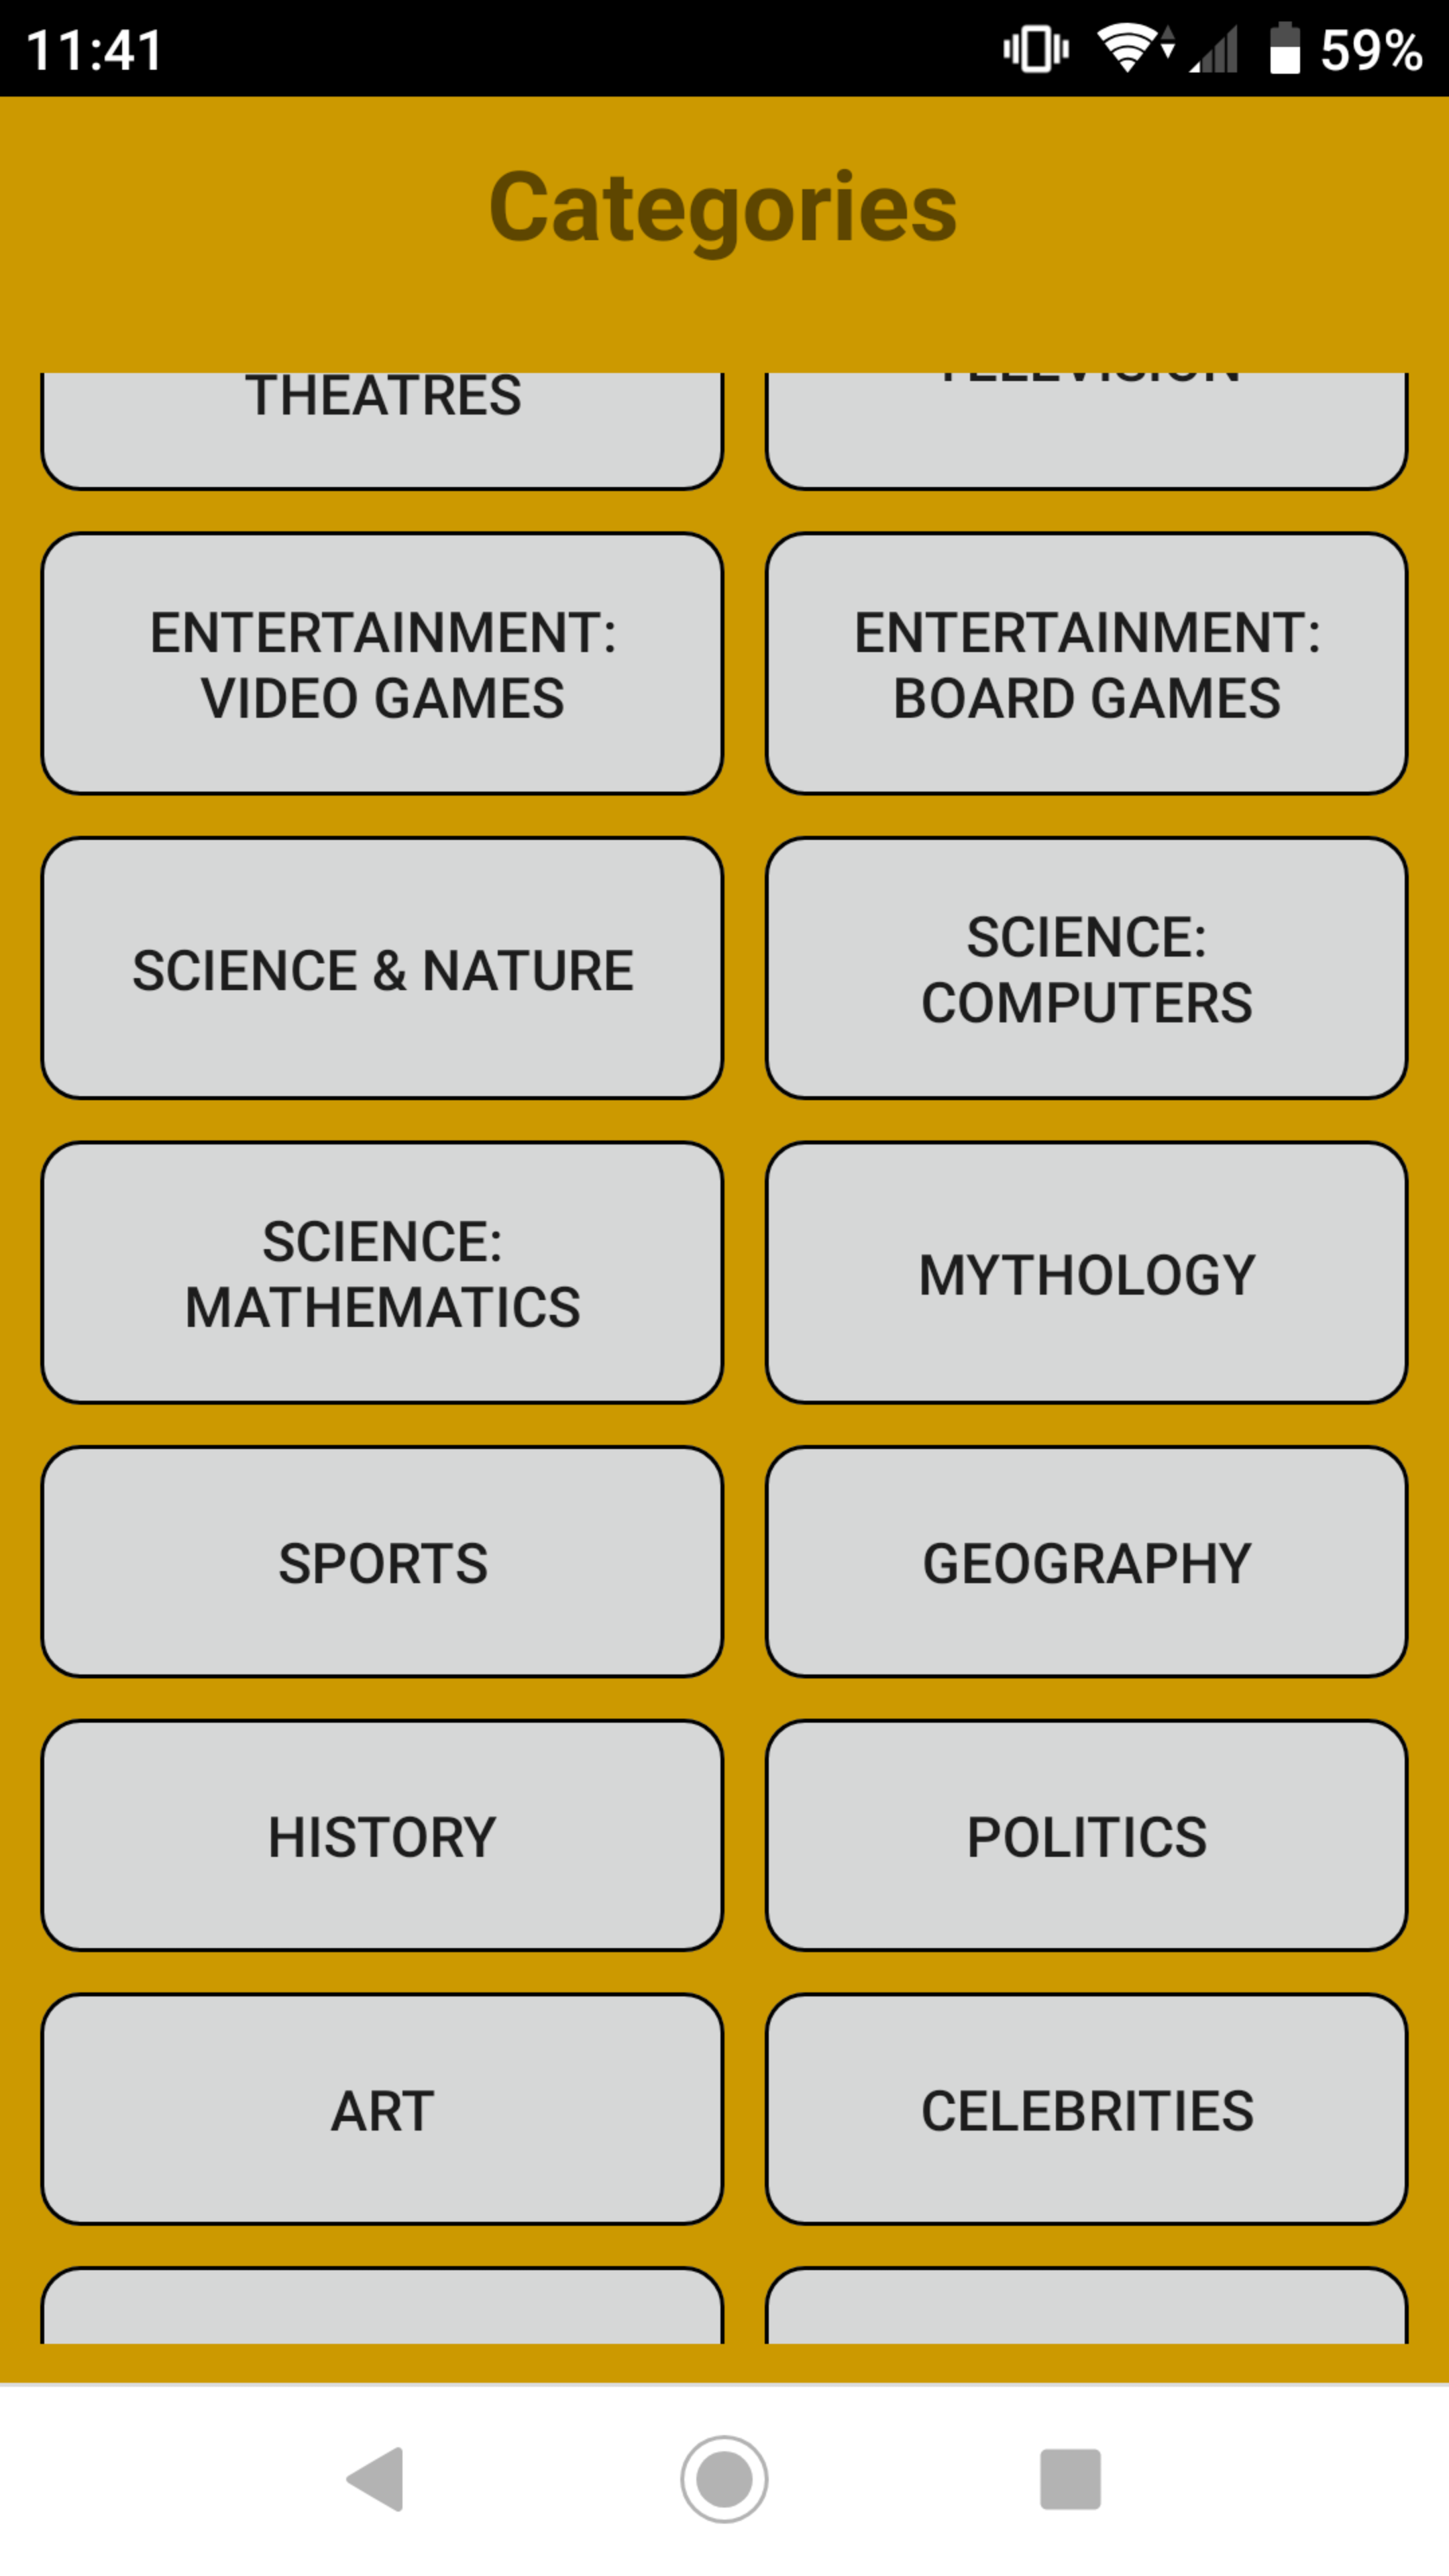 11:41
59%
Categories
THEATRES
TELEVISION
ENTERTAINMENT:
VIDEO GAMES
ENTERTAINMENT:
BOARD GAMES
SCIENCE & NATURE
SCIENCE:
COMPUTERS
SCIENCE:
MATHEMATICS
MYTHOLOGY
SPORTS
GEOGRAPHY
HISTORY
POLITICS
ART
CELEBRITIES